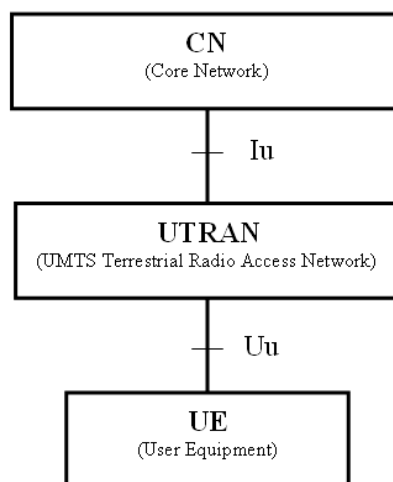 CN
(Core Network)
Iu
UTRAN
(UMTS Terrestrial Radio Access Network)
Uu
UE
(User Equipment)